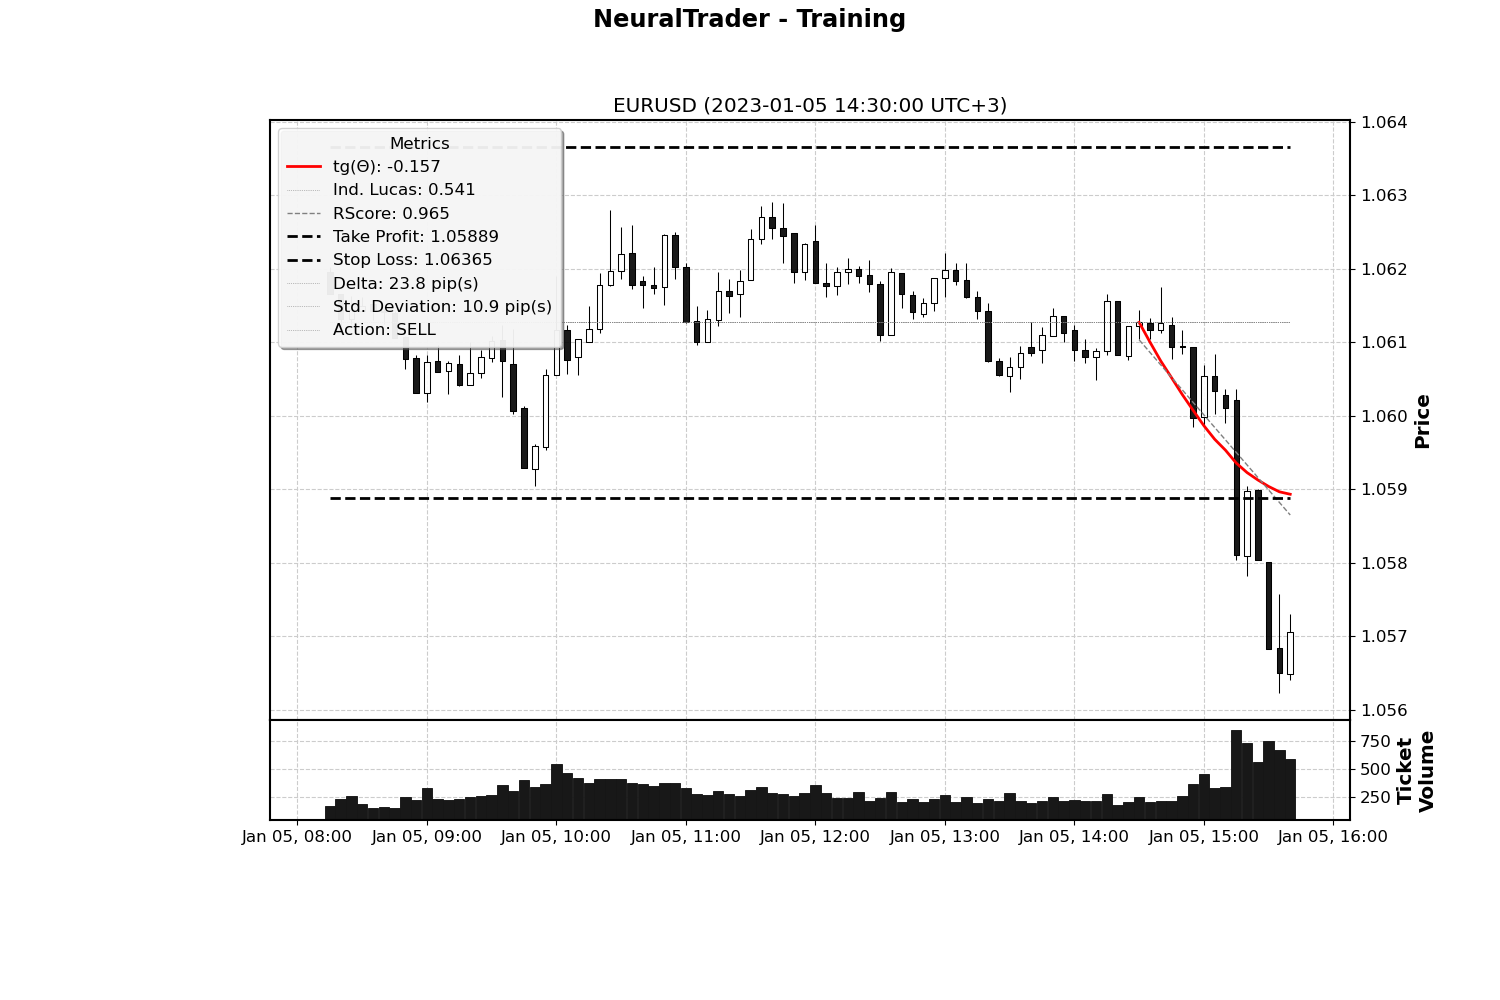 NeuralTrader - Training
EURUSD (2023-01-05 14:30:00 UTC+3)
Metrics
tg(Θ): -0.157
Ind. Lucas: 0.541
RScore: 0.965
Take Profit: 1.05889
Stop Loss: 1.06365
Delta: 23.8 pip(s)
Std. Deviation: 10.9 pip(s)
Action: SELL
1.064
1.063
1.062
1.061
1.060
1.059
1.058
1.057
1.056
Price
750
500
250
Ticket
Volume
Jan 05, 08:00
Jan 05, 09:00
Jan 05, 10:00
Jan 05, 11:00
Jan 05, 12:00
Jan 05, 13:00
Jan 05, 14:00
Jan 05, 15:00
Jan 05, 16:00